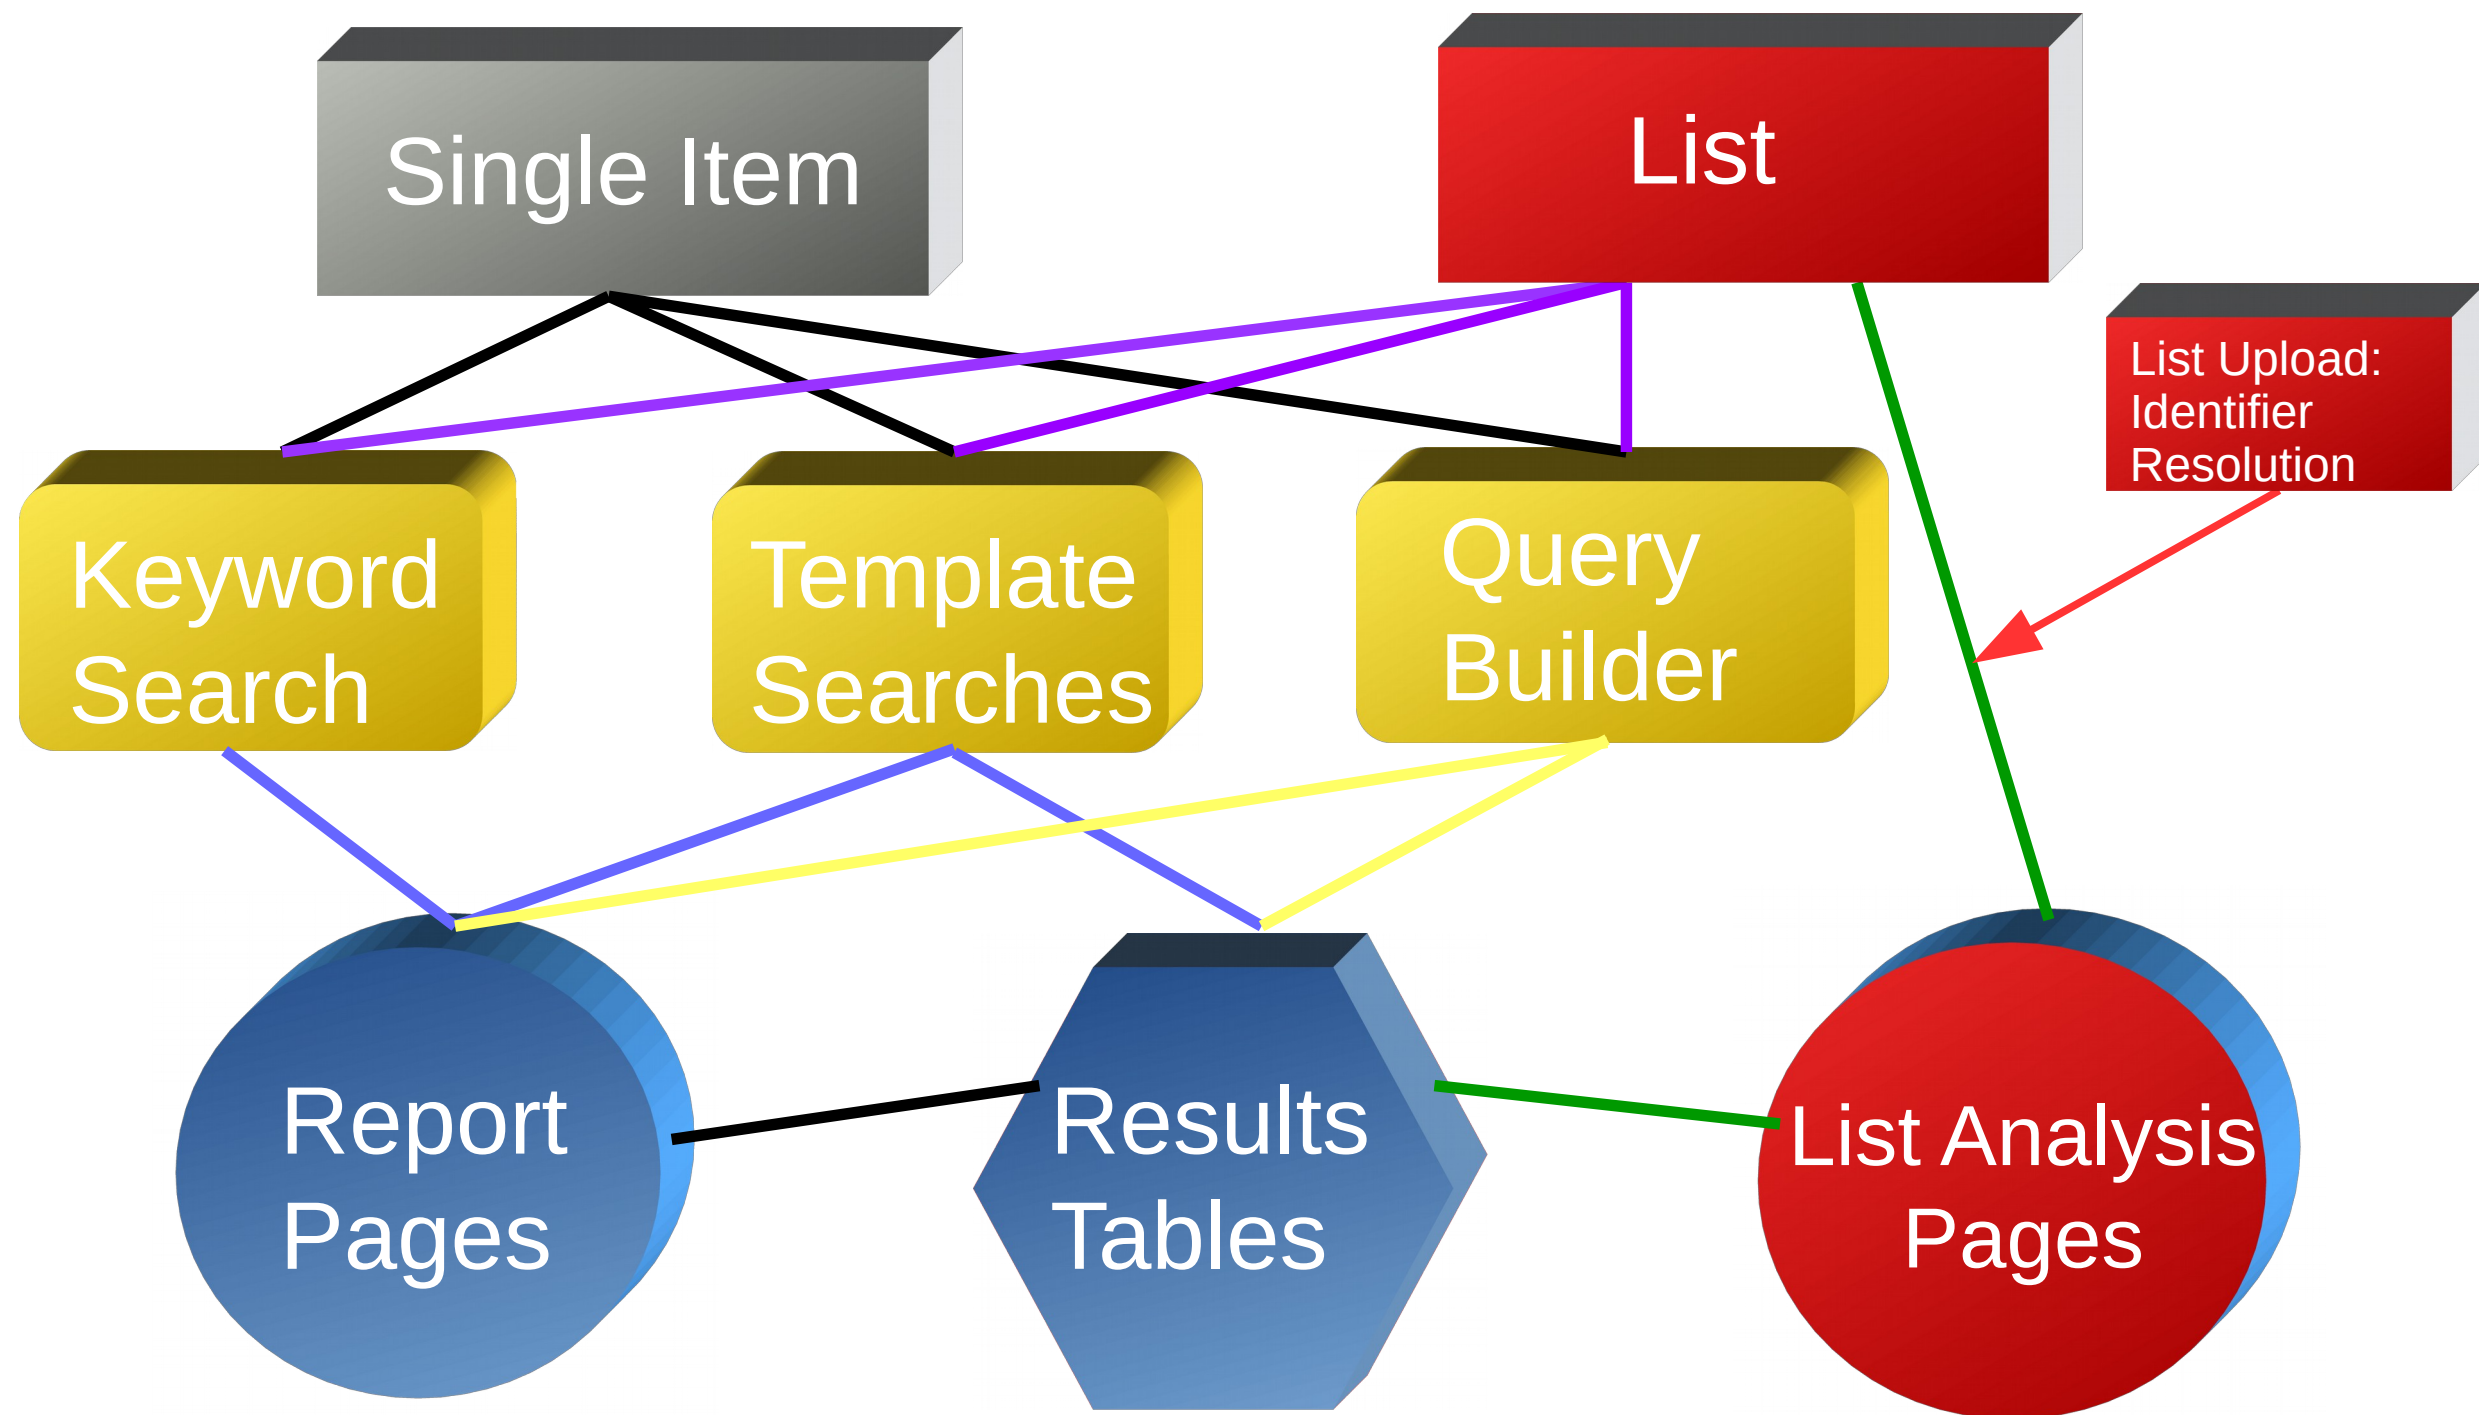 Single Item
List
List Upload:
Identifier
Resolution
Keyword
Search
Template
Searches
Query
Builder
Report
Pages
Results
Tables
List Analysis
Pages